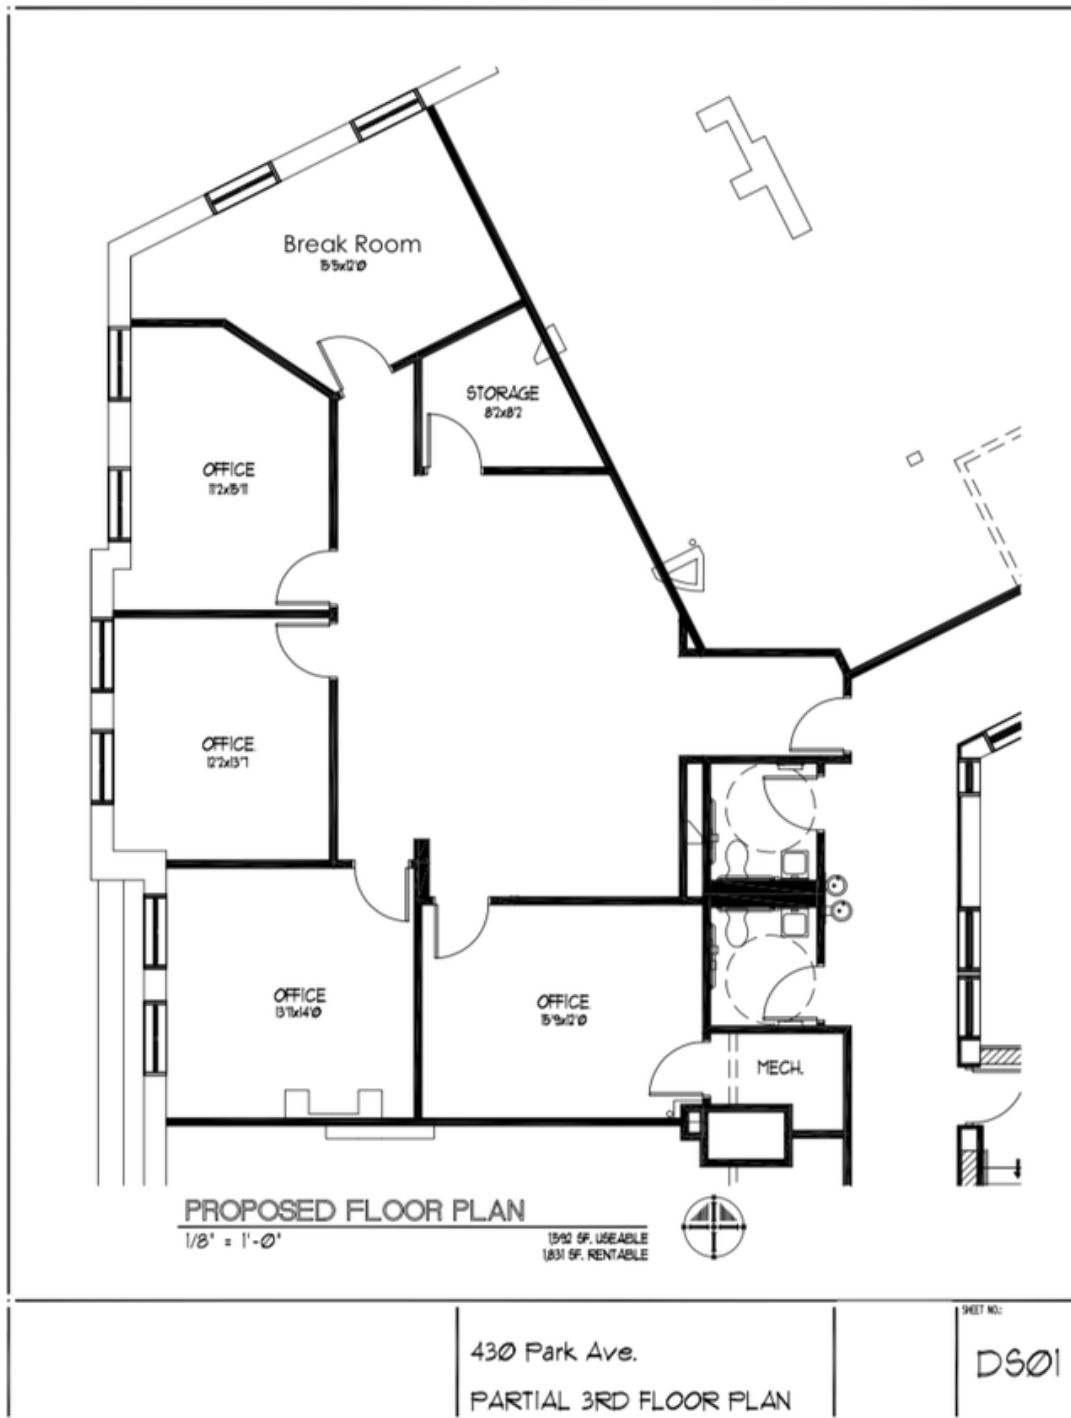 Break Room
15'5x12'0
STORAGE
8'2x8'2
OFFICE
11'2x15'11
OFFICE
12'2x13'7
OFFICE
13'11x14'0
OFFICE
15'9x12'0
MECH.
PROPOSED FLOOR PLAN
1/8" = 1'-0"
1,592 SF. USEABLE
1,831 SF. RENTABLE
430 Park Ave.
PARTIAL 3RD FLOOR PLAN
SHEET NO.:
DS01